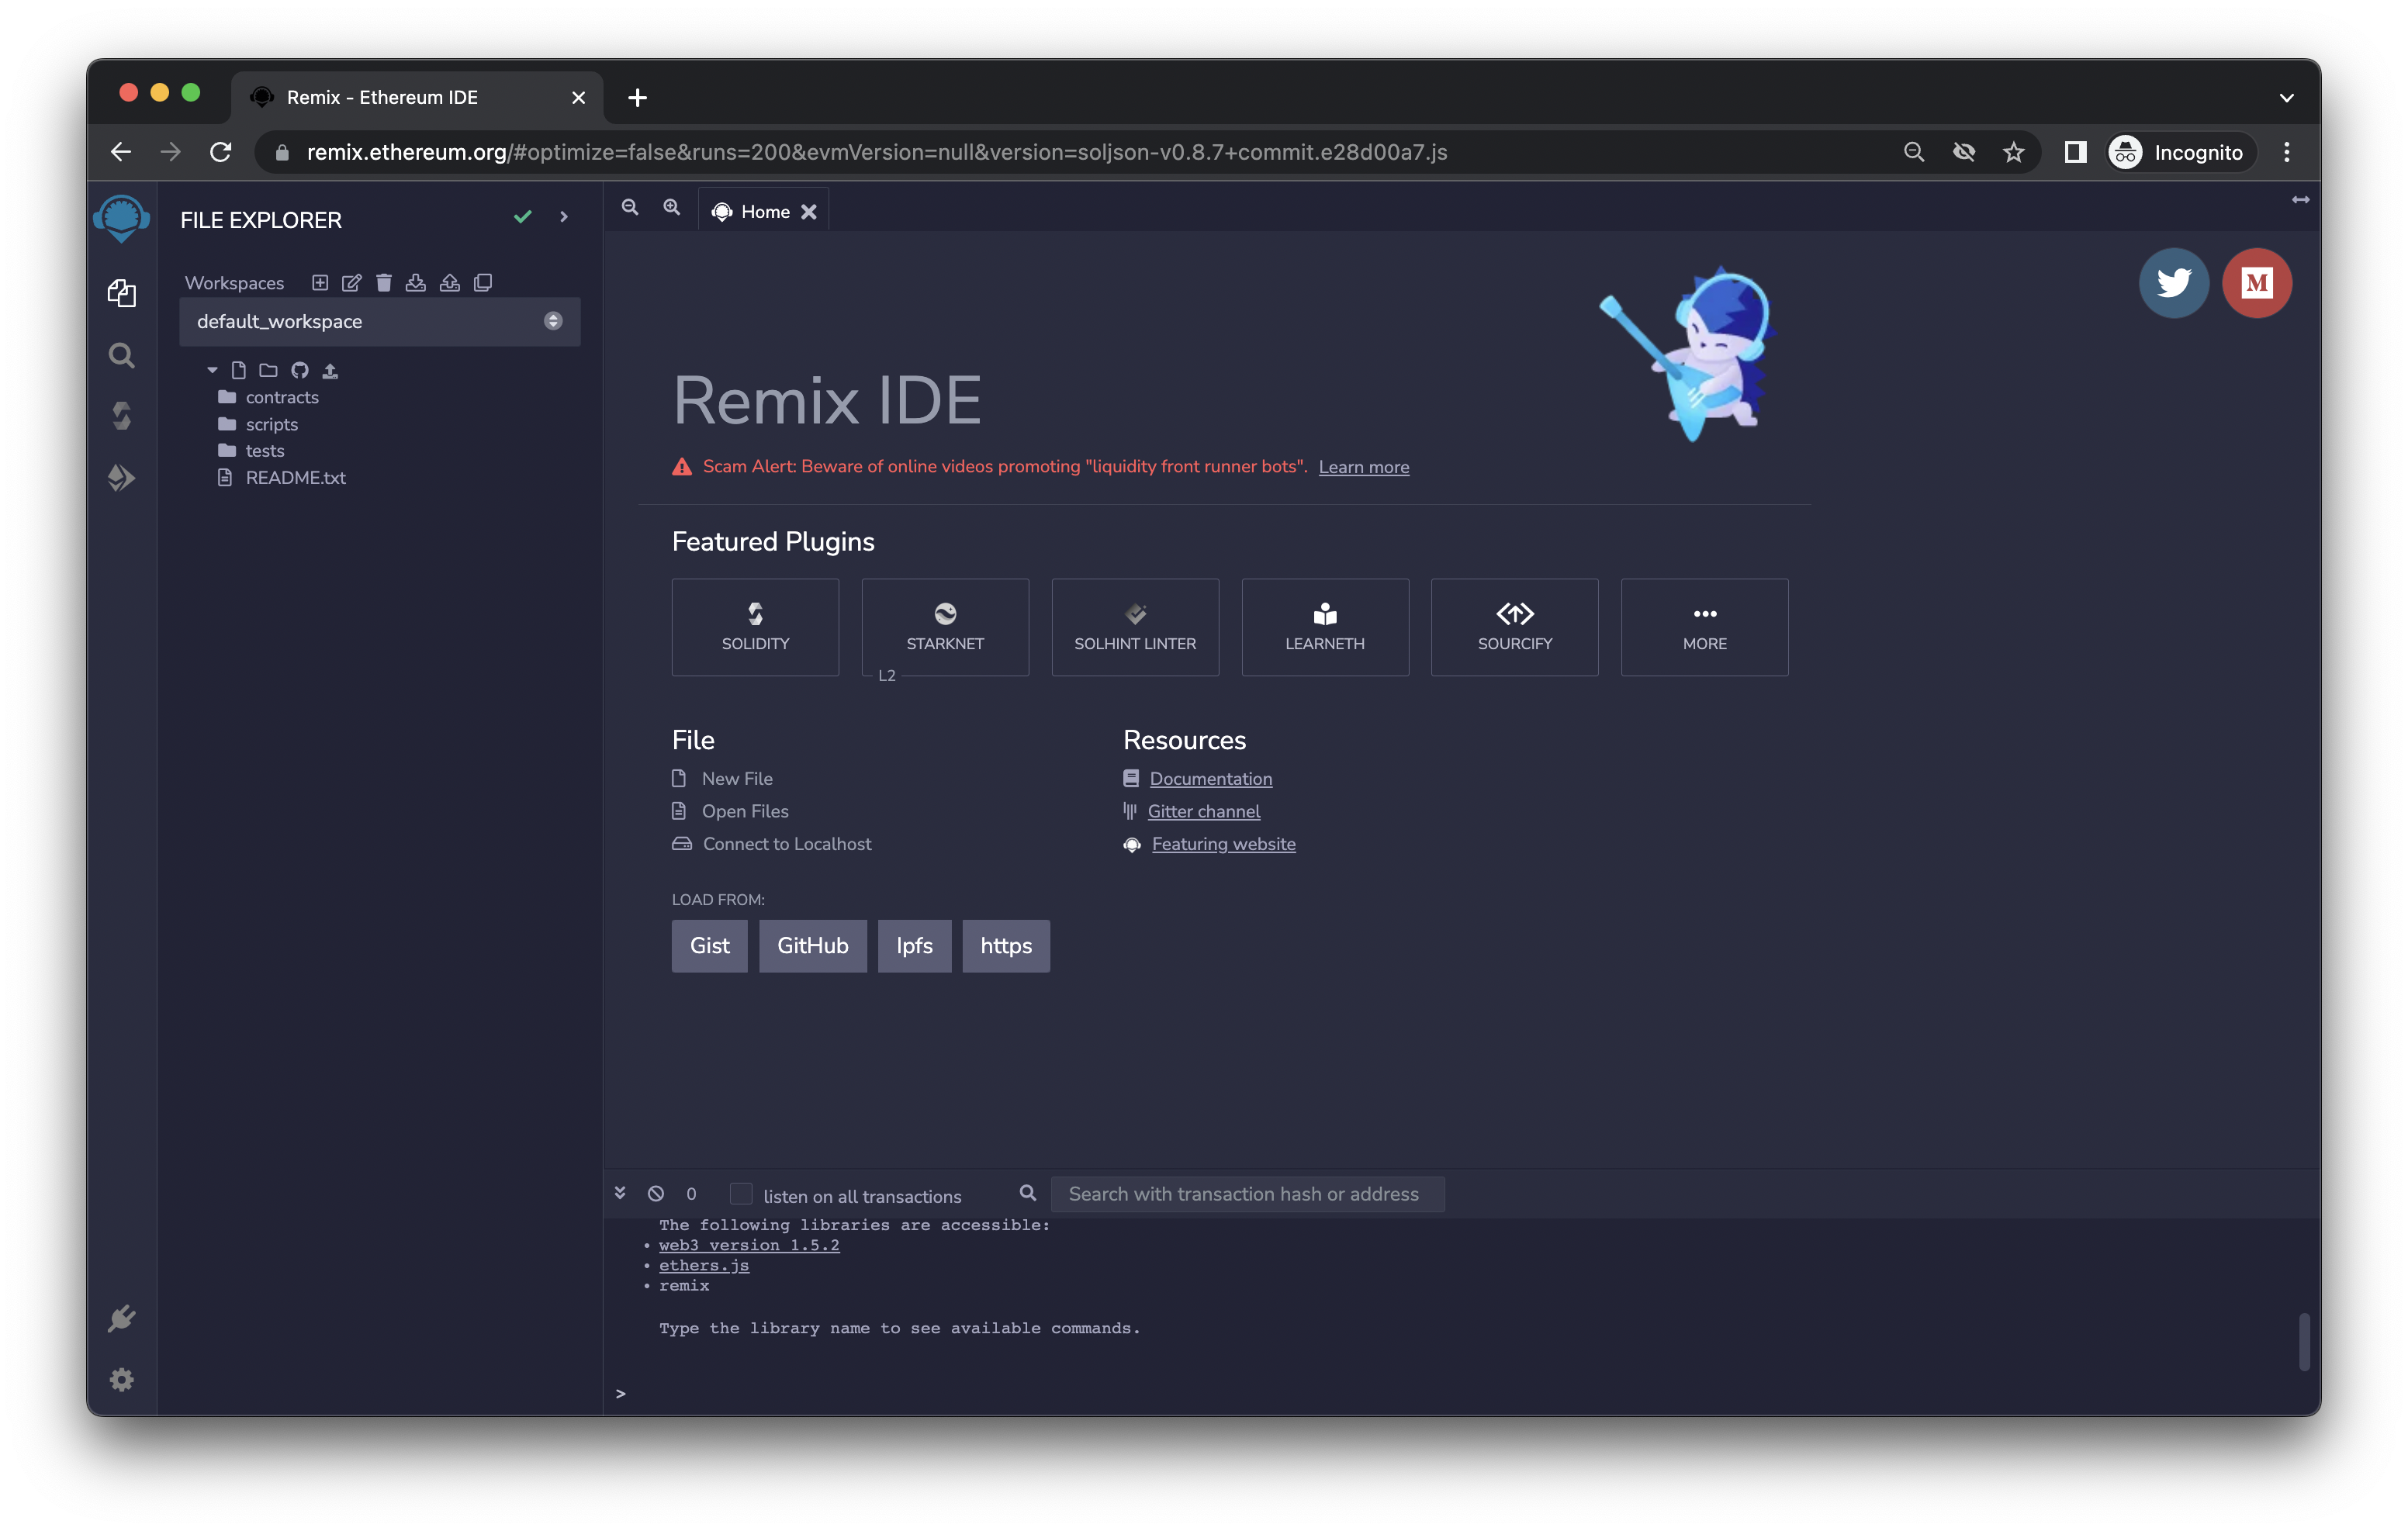 Remix - Ethereum IDE
remix.ethereum.org/#optimize=false&runs=200&evmVersion=null&version=soljson-v0.8.7+commit.e28d00a7.js
Incognito
FILE EXPLORER
Workspaces
default_workspace
contracts
scripts
tests
README.txt
Home
Remix IDE
Scam Alert: Beware of online videos promoting "liquidity front runner bots". Learn more
Featured Plugins
SOLIDITY
STARKNET
L2
SOLHINT LINTER
LEARNETH
SOURCIFY
MORE
File
New File
Open Files
Connect to Localhost
Resources
Documentation
Gitter channel
Featuring website
LOAD FROM:
Gist
GitHub
Ipfs
https
M
0
listen on all transactions
Search with transaction hash or address
The following libraries are accessible:
• web3 version 1.5.2
• ethers.js
• remix
Type the library name to see available commands.
>